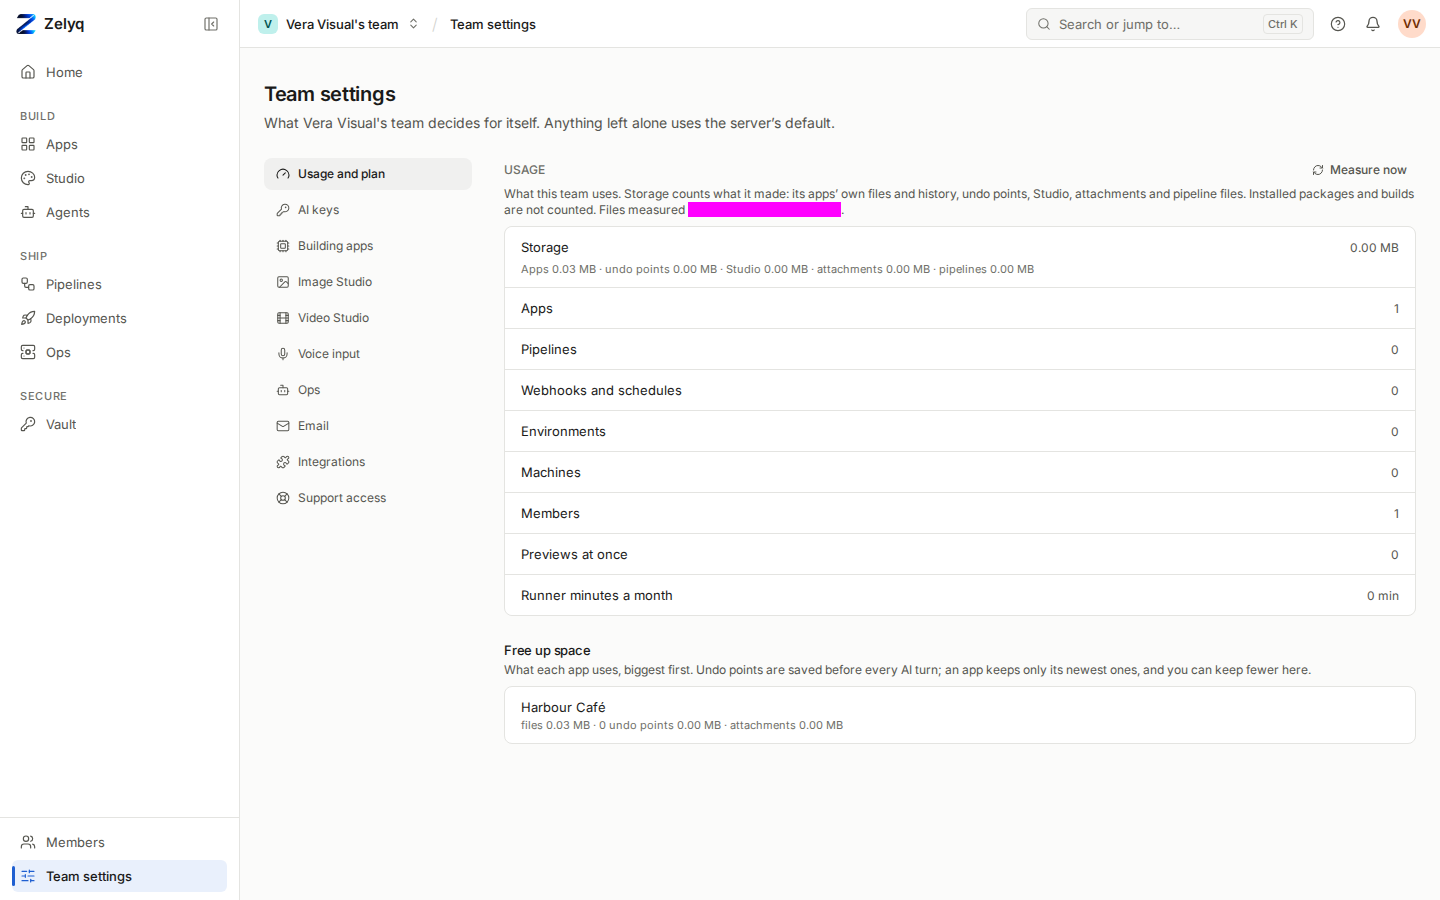 Zelyq
V
Vera Visual's team
/
Team settings
Search or jump to...
Ctrl K
VV
Home
BUILD
Apps
Studio
Agents
SHIP
Pipelines
Deployments
Ops
SECURE
Vault
Members
Team settings
Team settings
What Vera Visual's team decides for itself. Anything left alone uses the server’s default.
Usage and plan
AI keys
Building apps
Image Studio
Video Studio
Voice input
Ops
Email
Integrations
Support access
USAGE
Measure now
What this team uses. Storage counts what it made: its apps’ own files and history, undo points, Studio, attachments and pipeline files. Installed packages and builds
are not counted. Files measured .
Storage 0.00 MB
Apps 0.03 MB · undo points 0.00 MB · Studio 0.00 MB · attachments 0.00 MB · pipelines 0.00 MB
Apps 1
Pipelines 0
Webhooks and schedules 0
Environments 0
Machines 0
Members 1
Previews at once 0
Runner minutes a month 0 min
Free up space
What each app uses, biggest first. Undo points are saved before every AI turn; an app keeps only its newest ones, and you can keep fewer here.
Harbour Café
files 0.03 MB · 0 undo points 0.00 MB · attachments 0.00 MB